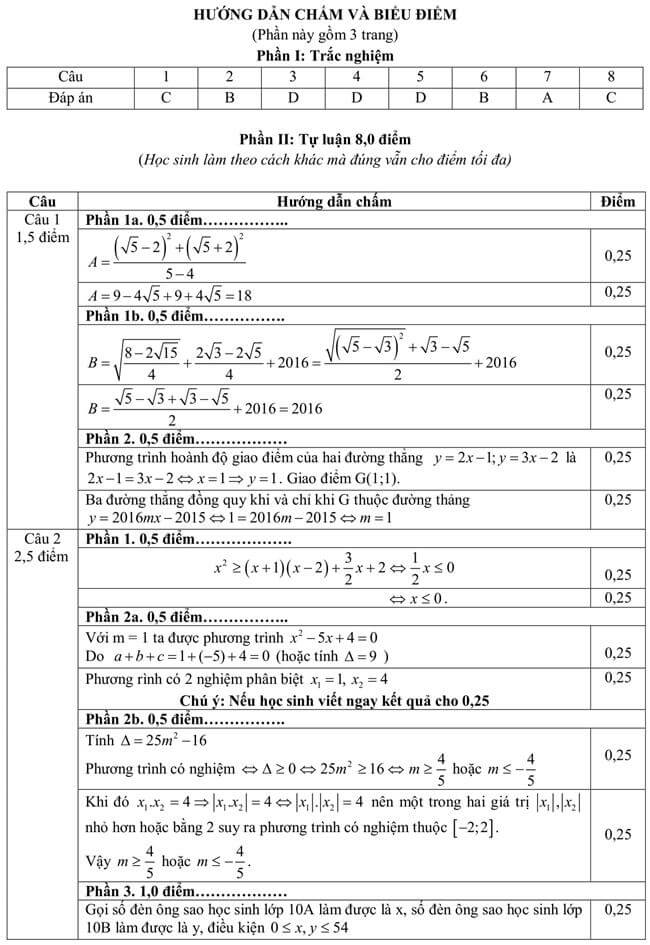 HƯỚNG DẪN CHẤM VÀ BIỂU ĐIỂM
(Phần này gồm 3 trang)
Phần I: Trắc nghiệm
Câu 1 2 3 4 5 6 7 8
Đáp án C B D D D B A C
Phần II: Tự luận 8,0 điểm
(Học sinh làm theo cách khác mà đúng vẫn cho điểm tối đa)
Câu Hướng dẫn chấm Điểm
Câu 1 Phần 1a. 0,5 điểm……………..
1,5 điểm
A = ((√5−2)² + (√5+2)²)/(5−4) 0,25
A = 9−4√5+9+4√5 = 18 0,25
Phần 1b. 0,5 điểm…………….
B = √((8−2√15)/4) + (2√3−2√5)/4 + 2016 = (√((√5−√3)²) + √3−√5)/2 + 2016 0,25
B = (√5−√3+√3−√5)/2 + 2016 = 2016 0,25
Phần 2. 0,5 điểm………………
Phương trình hoành độ giao điểm của hai đường thẳng y = 2x−1; y = 3x−2 là 0,25
2x−1 = 3x−2 ⇔ x = 1 ⇒ y = 1. Giao điểm G(1;1).
Ba đường thẳng đồng quy khi và chỉ khi G thuộc đường thẳng 0,25
y = 2016mx − 2015 ⇔ 1 = 2016m − 2015 ⇔ m = 1
Câu 2 Phần 1. 0,5 điểm……………….
2,5 điểm
x² ≥ (x+1)(x−2) + 3/2 x + 2 ⇔ 1/2 x ≤ 0 0,25
⇔ x ≤ 0. 0,25
Phần 2a. 0,5 điểm……………..
Với m = 1 ta được phương trình x² − 5x + 4 = 0
Do a+b+c = 1+(−5)+4 = 0 (hoặc tính Δ = 9 ) 0,25
Phương rình có 2 nghiệm phân biệt x₁ = 1, x₂ = 4 0,25
Chú ý: Nếu học sinh viết ngay kết quả cho 0,25
Phần 2b. 0,5 điểm…………….
Tính Δ = 25m² − 16 0,25
Phương trình có nghiệm ⇔ Δ ≥ 0 ⇔ 25m² ≥ 16 ⇔ m ≥ 4/5 hoặc m ≤ −4/5
Khi đó x₁.x₂ = 4 ⇒ |x₁.x₂| = 4 ⇔ |x₁|.|x₂| = 4 nên một trong hai giá trị |x₁|,|x₂|
nhỏ hơn hoặc bằng 2 suy ra phương trình có nghiệm thuộc [−2;2]. 0,25
Vậy m ≥ 4/5 hoặc m ≤ −4/5.
Phần 3. 1,0 điểm………………
Gọi số đèn ông sao học sinh lớp 10A làm được là x, số đèn ông sao học sinh lớp 0,25
10B làm được là y, điều kiện 0 ≤ x, y ≤ 54